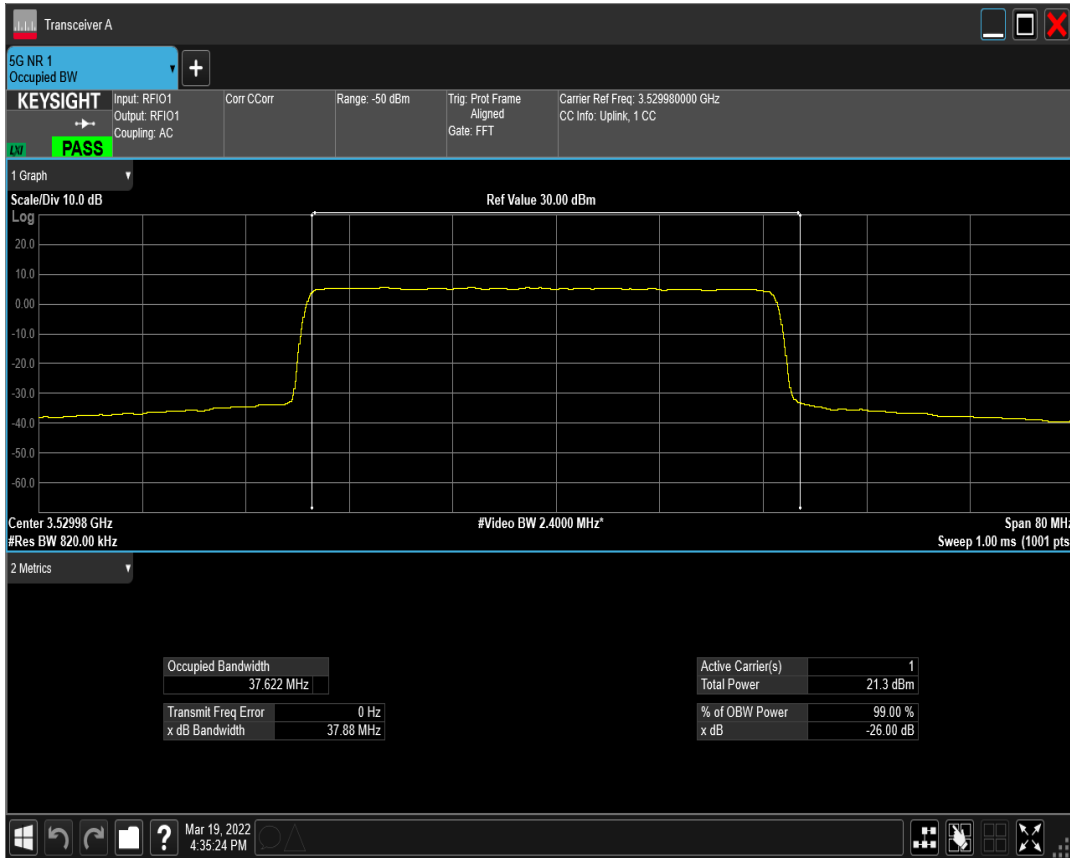 Transceiver A
5G NR 1
Occupied BW
KEYSIGHT
LXI
PASS
Input: RFIO1
Output: RFIO1
Coupling: AC
Corr CCorr
Range: -50 dBm
Trig: Prot Frame
Aligned
Gate: FFT
Carrier Ref Freq: 3.529980000 GHz
CC Info: Uplink, 1 CC
1 Graph
Scale/Div 10.0 dB
Ref Value 30.00 dBm
Log
20.0
10.0
0.00
-10.0
-20.0
-30.0
-40.0
-50.0
-60.0
Center 3.52998 GHz
#Video BW 2.4000 MHz*
Span 80 MHz
#Res BW 820.00 kHz
Sweep 1.00 ms (1001 pts
2 Metrics
Occupied Bandwidth
37.622 MHz
Transmit Freq Error 0 Hz
x dB Bandwidth 37.88 MHz
Active Carrier(s) 1
Total Power 21.3 dBm
% of OBW Power 99.00 %
x dB -26.00 dB
?
Mar 19, 2022
4:35:24 PM